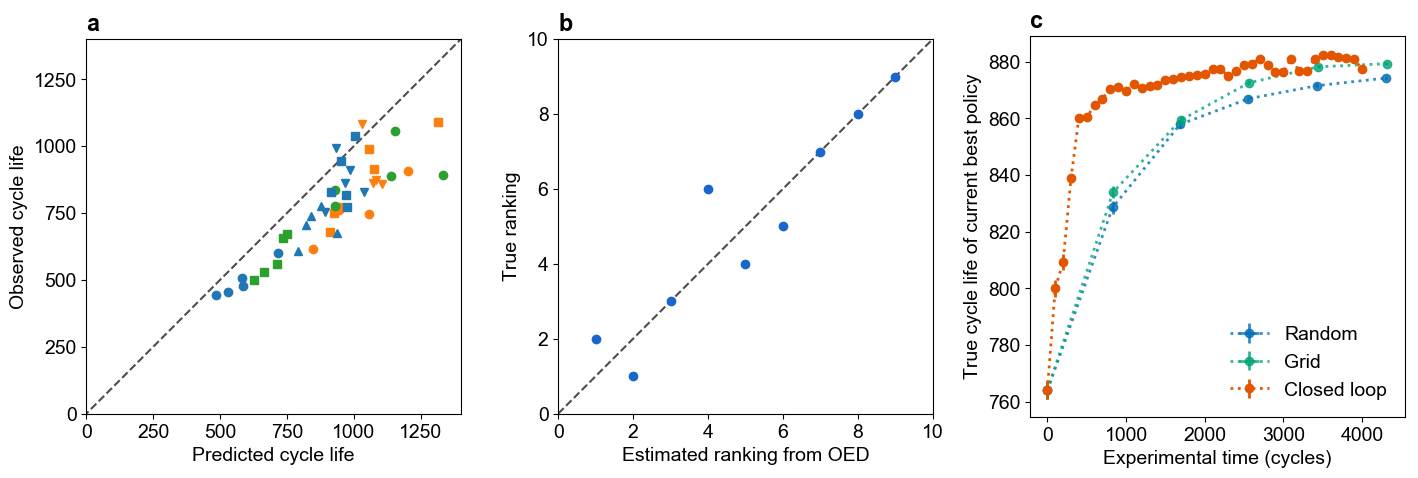 a
1250
1000
750
500
250
0
0 250 500 750 1000 1250
Observed cycle life
Predicted cycle life
b
10
8
6
4
2
0
0 2 4 6 8 10
True ranking
Estimated ranking from OED
c
880
860
840
820
800
780
760
0 1000 2000 3000 4000
True cycle life of current best policy
Experimental time (cycles)
Random
Grid
Closed loop